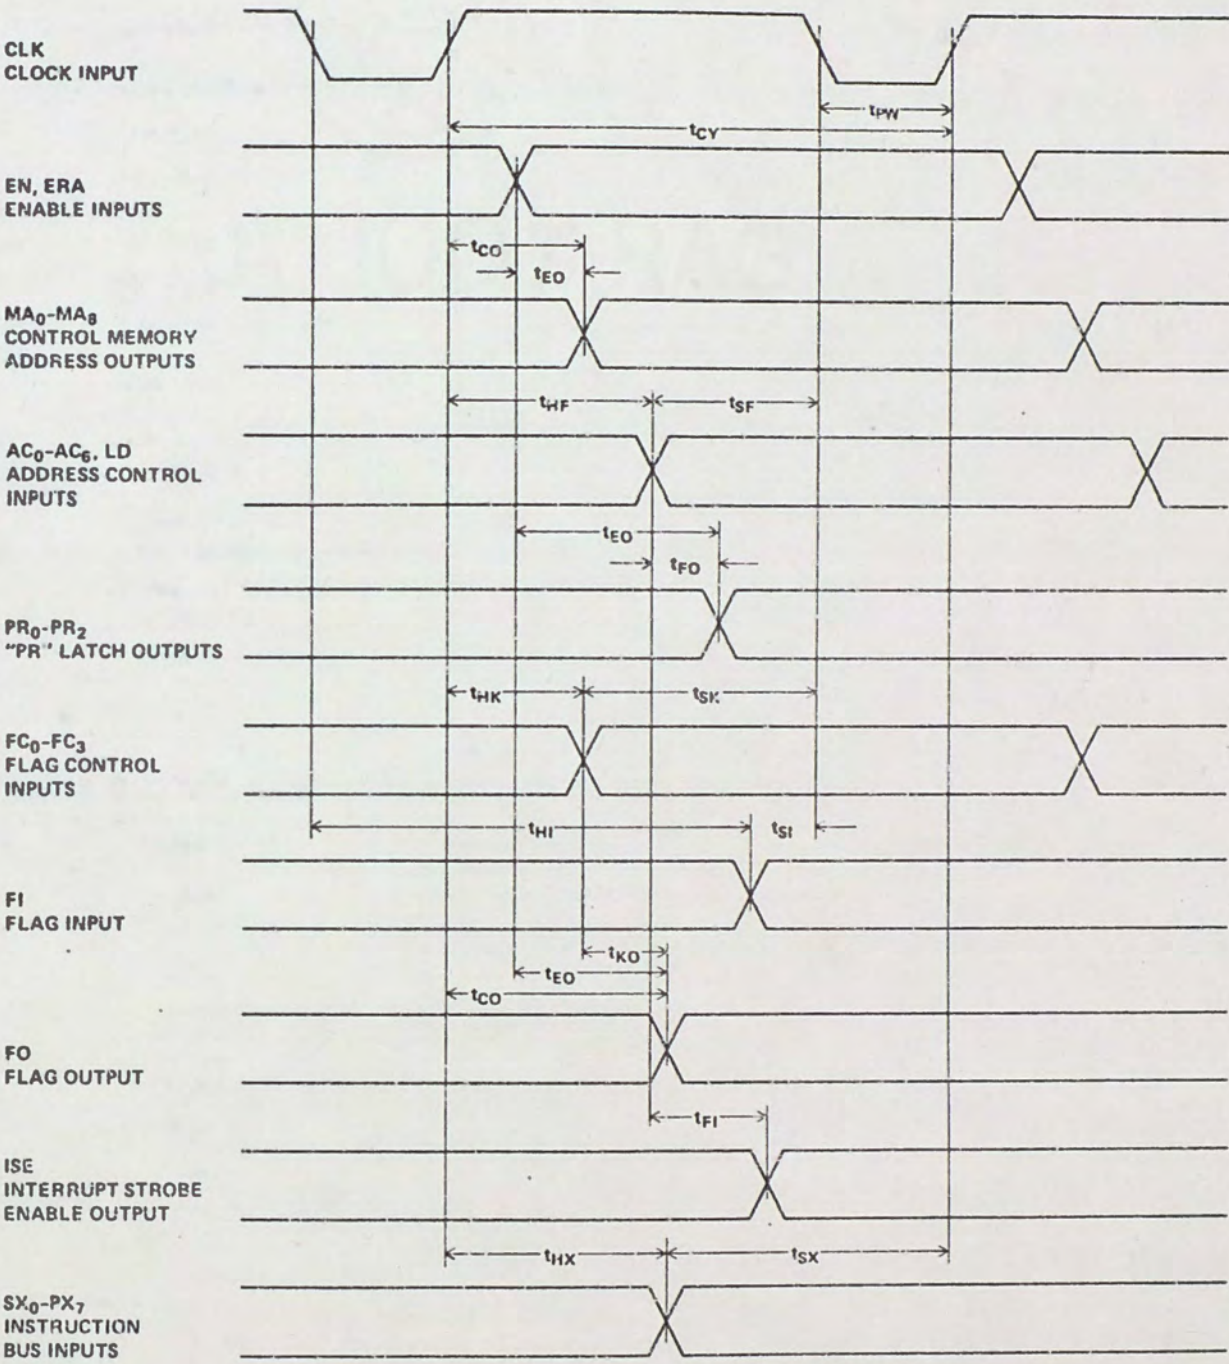 CLK
CLOCK INPUT
tPW
tCY
EN, ERA
ENABLE INPUTS
tCO
tEO
MA0-MA8
CONTROL MEMORY
ADDRESS OUTPUTS
tHF
tSF
AC0-AC6, LD
ADDRESS CONTROL
INPUTS
tEO
tFO
PR0-PR2
"PR" LATCH OUTPUTS
tHK
tSK
FC0-FC3
FLAG CONTROL
INPUTS
tHI
tSI
FI
FLAG INPUT
tKO
tEO
tCO
FO
FLAG OUTPUT
tFI
ISE
INTERRUPT STROBE
ENABLE OUTPUT
tHX
tSX
SX0-PX7
INSTRUCTION
BUS INPUTS